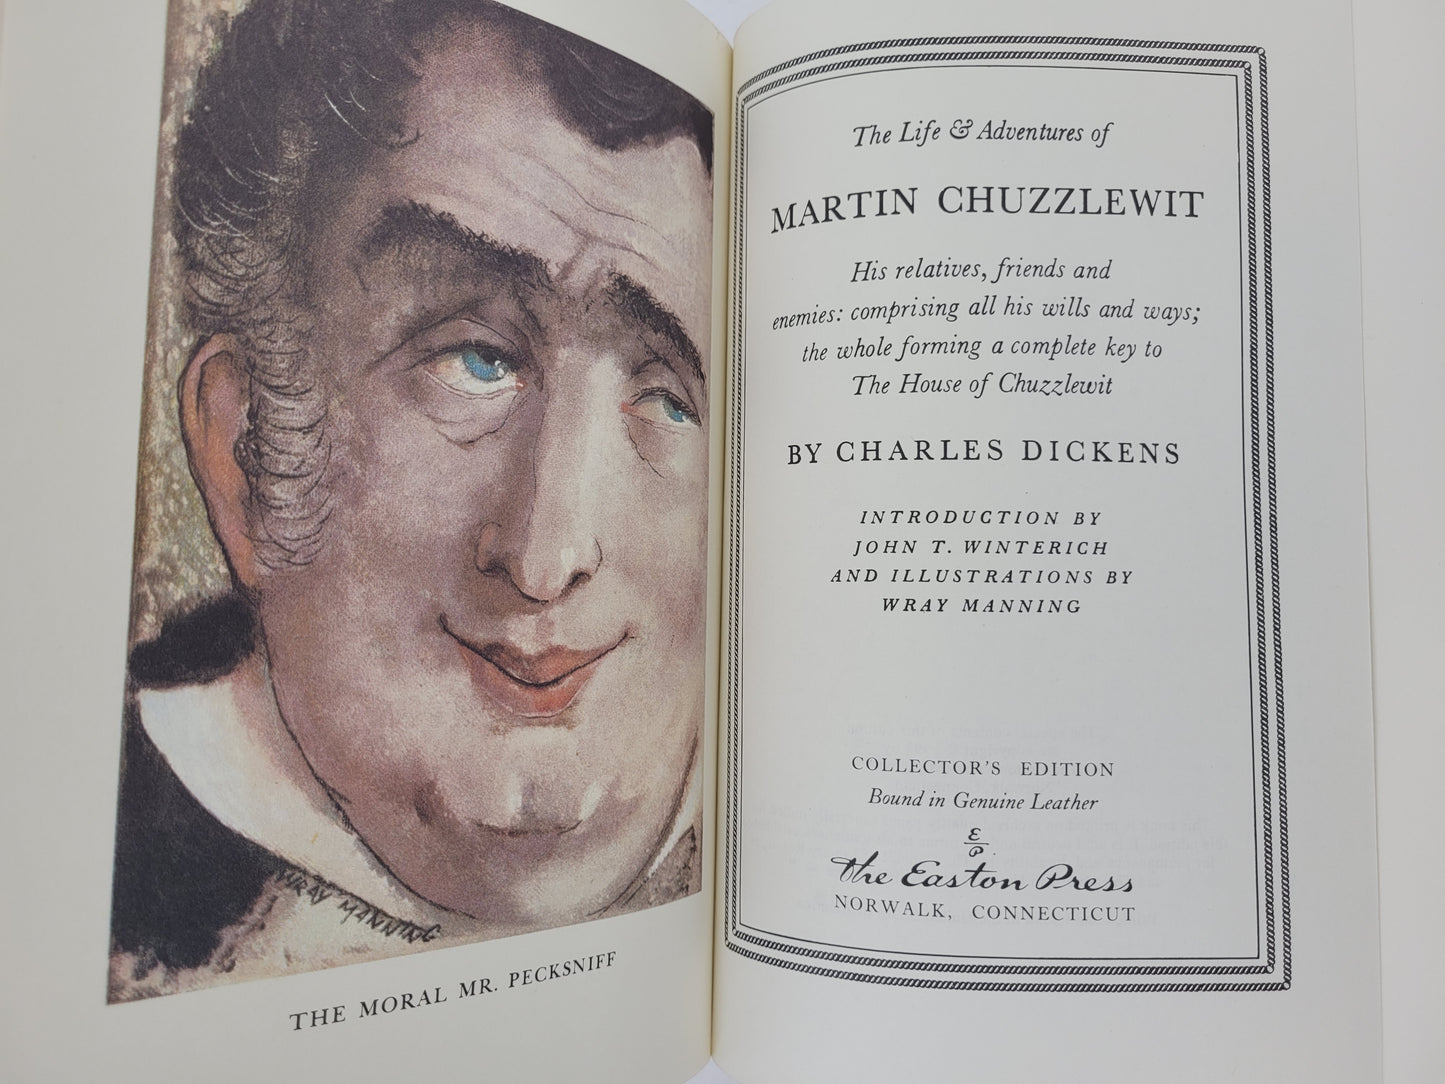 WRAY MANNING
THE MORAL MR. PECKSNIFF
The Life & Adventures of
MARTIN CHUZZLEWIT
His relatives, friends and
enemies: comprising all his wills and ways;
the whole forming a complete key to
The House of Chuzzlewit
BY CHARLES DICKENS
INTRODUCTION BY
JOHN T. WINTERICH
AND ILLUSTRATIONS BY
WRAY MANNING
COLLECTOR'S EDITION
Bound in Genuine Leather
E
P
The Easton Press
NORWALK, CONNECTICUT